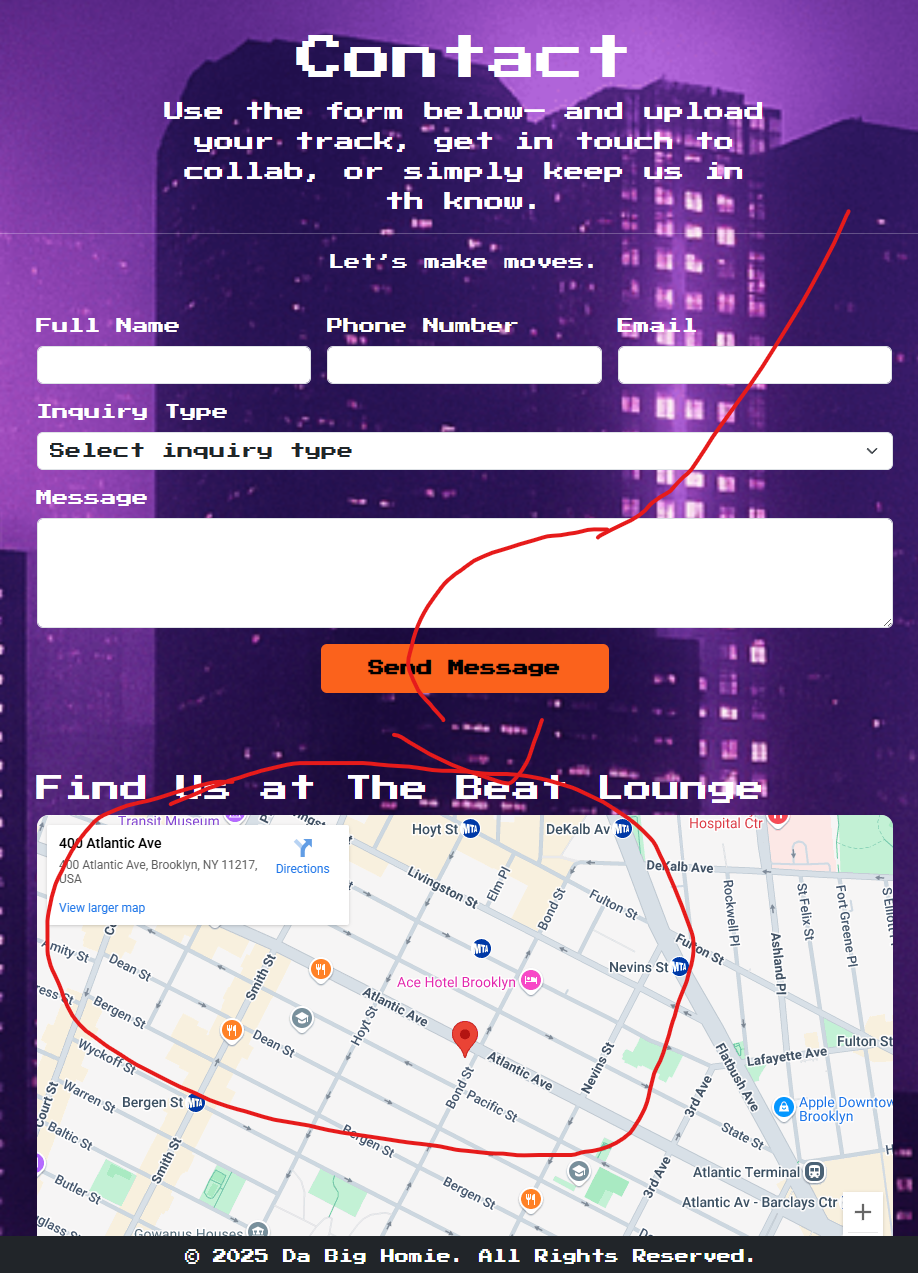 Contact
Use the form below— and upload
your track, get in touch to
collab, or simply keep us in
th know.
Let's make moves.
Full Name
Phone Number
Email
Inquiry Type
Select inquiry type
Message
Send Message
Find Us at The Beat Lounge
400 Atlantic Ave
400 Atlantic Ave, Brooklyn, NY 11217,
USA
Directions
View larger map
Transit Museum
Hoyt St
MTA
DeKalb Av
MTA
Hospital Ctr
DeKalb Ave
Livingston St
Elm Pl
Bond St
Fulton St
Rockwell Pl
St Felix St
Fort Greene Pl
Ashland Pl
Amity St
Dean St
Smith St
MTA
Fulton St
Nevins St
MTA
Ace Hotel Brooklyn
Bergen St
Atlantic Ave
Hoyt St
Dean St
Wyckoff St
Atlantic Ave
Nevins St
Flatbush Ave
Lafayette Ave
Fulton St
Warren St
Bergen St
MTA
Bond St
Pacific St
3rd Ave
Apple Downtow
Brooklyn
Court St
Baltic St
Smith St
Bergen St
State St
Butler St
Bergen St
3rd Ave
Atlantic Terminal
Atlantic Av - Barclays Ctr
Gowanus Houses
+
© 2025 Da Big Homie. All Rights Reserved.